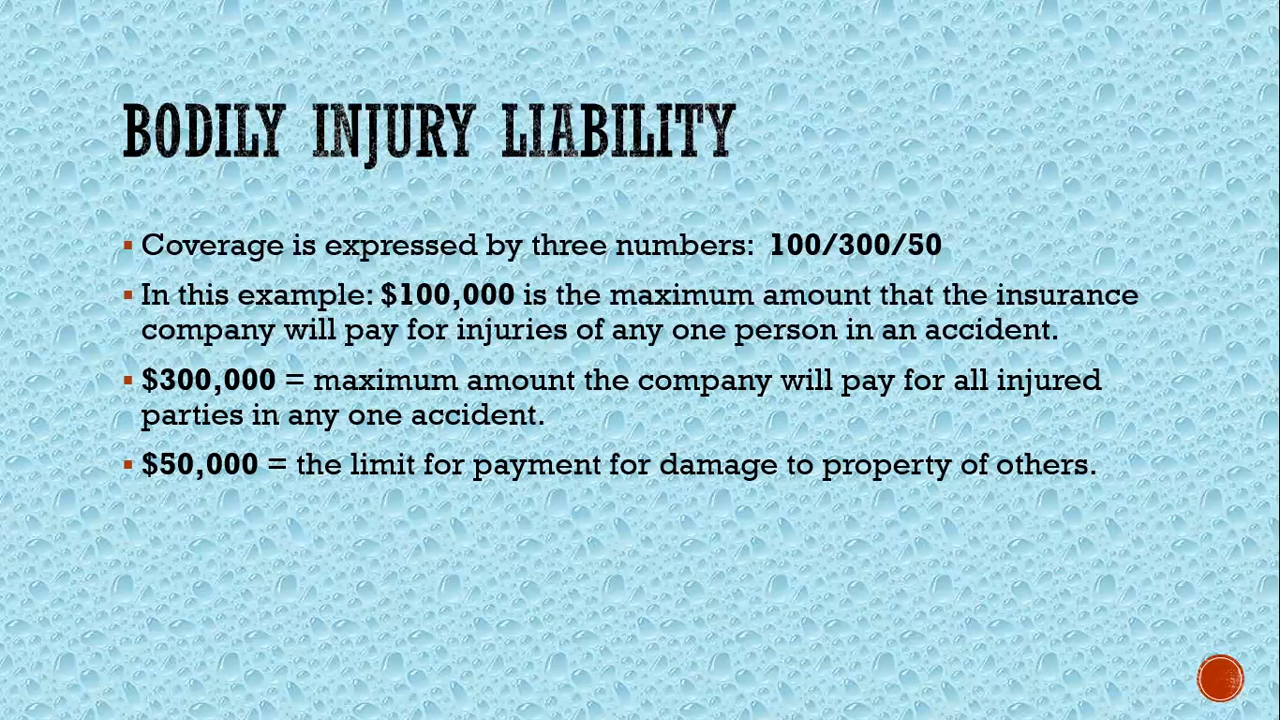 BODILY INJURY LIABILITY
▪ Coverage is expressed by three numbers: 100/300/50
▪ In this example: $100,000 is the maximum amount that the insurance
company will pay for injuries of any one person in an accident.
▪ $300,000 = maximum amount the company will pay for all injured
parties in any one accident.
▪ $50,000 = the limit for payment for damage to property of others.